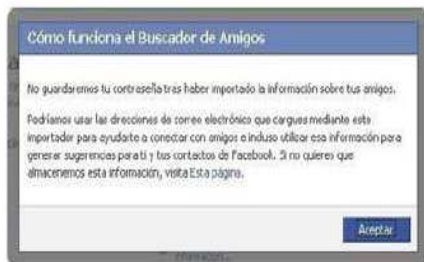 Cómo funciona el Buscador de Amigos
No guardaremos tu contraseña tras haber importado la información sobre tus amigos.
Podríamos usar las direcciones de correo electrónico que cargues mediante este
importador para ayudarte a conectar con amigos e incluso utilizar esa información para
generar sugerencias para ti y tus contactos de Facebook. Si no quieres que
almacenemos esta información, visita Esta página.
Aceptar